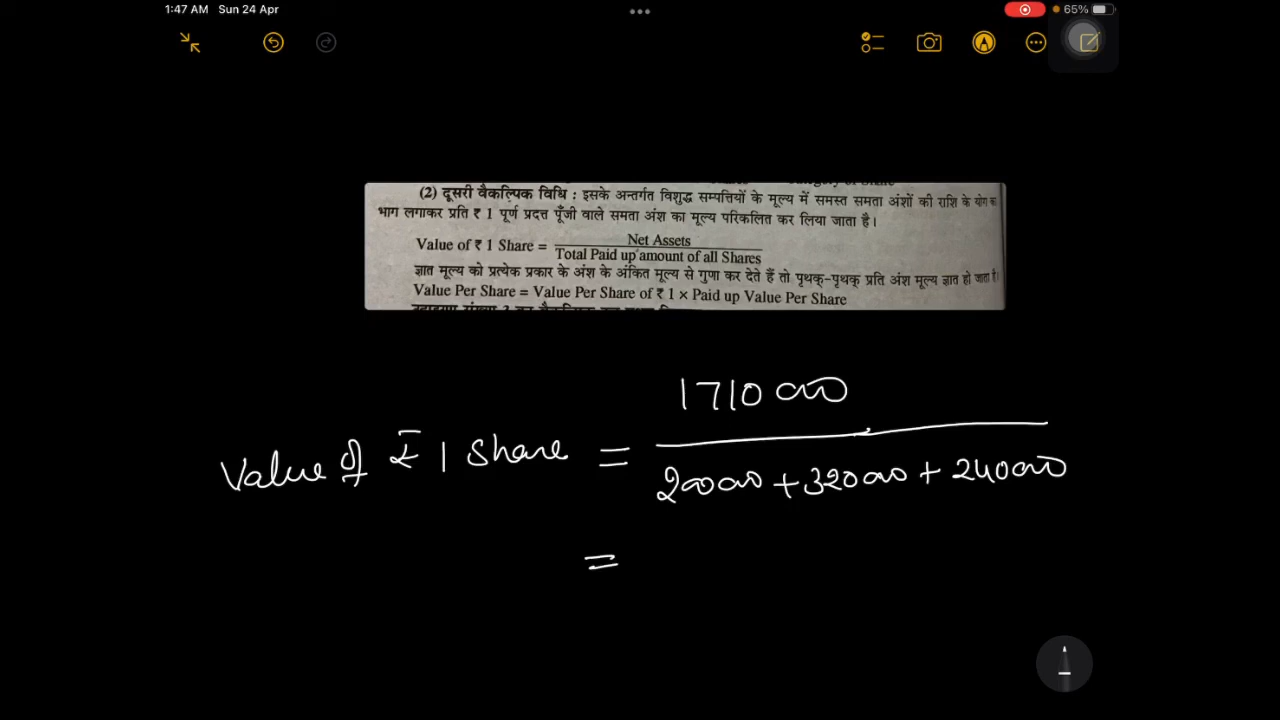 1:47 AM Sun 24 Apr
65%
(2) दूसरी वैकल्पिक विधि : इसके अन्तर्गत विशुद्ध सम्पत्तियों के मूल्य में समस्त समता अंशों की राशि के योग का
भाग लगाकर प्रति ₹ 1 पूर्ण प्रदत्त पूँजी वाले समता अंश का मूल्य परिकलित कर लिया जाता है।
Value of ₹ 1 Share = Net Assets
Total Paid up amount of all Shares
ज्ञात मूल्य को प्रत्येक प्रकार के अंश के अंकित मूल्य से गुणा कर देते हैं तो पृथक्-पृथक् प्रति अंश मूल्य ज्ञात हो जाता है।
Value Per Share = Value Per Share of ₹ 1 × Paid up Value Per Share
1710000
Value of ₹ 1 Share =
200000 + 320000 + 240000
=